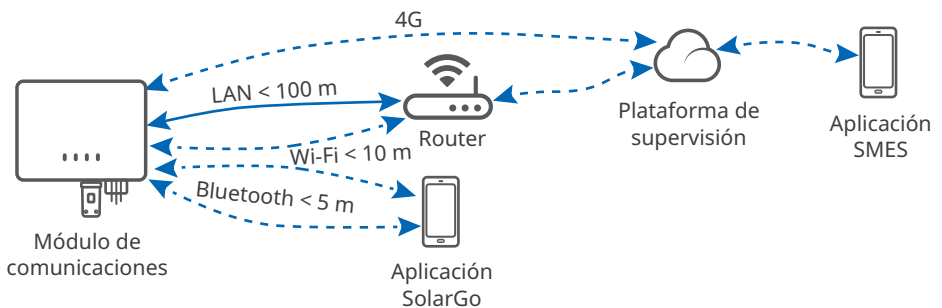 4G
LAN < 100 m
Router
Plataforma de
supervisión
Aplicación
SMES
Wi-Fi < 10 m
Bluetooth < 5 m
Módulo de
comunicaciones
Aplicación
SolarGo